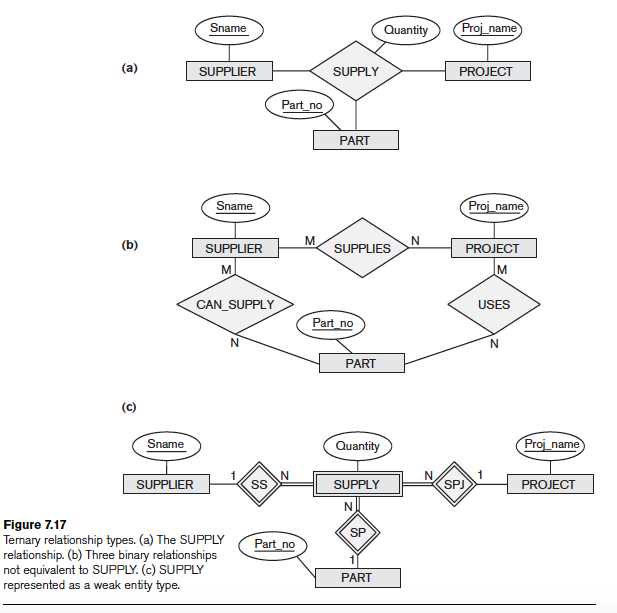 Sname
Quantity
Proj_name
(a)
SUPPLIER
SUPPLY
PROJECT
Part_no
PART
Sname
Proj_name
(b)
SUPPLIER
M
SUPPLIES
N
PROJECT
M
M
CAN_SUPPLY
USES
Part_no
N
N
PART
(c)
Sname
Quantity
Proj_name
SUPPLIER
1
SS
N
SUPPLY
N
SPJ
1
PROJECT
N
SP
Part_no
1
PART
Figure 7.17
Ternary relationship types. (a) The SUPPLY
relationship. (b) Three binary relationships
not equivalent to SUPPLY. (c) SUPPLY
represented as a weak entity type.